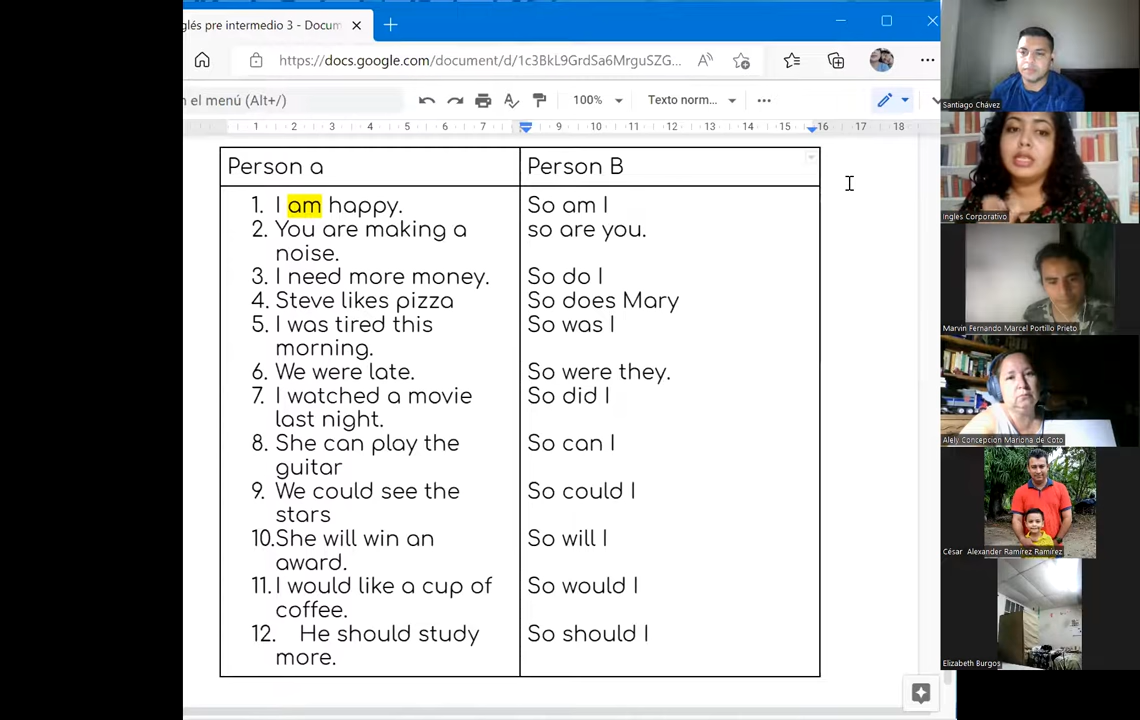 glés pre intermedio 3 - Docum
https://docs.google.com/document/d/1c3BkL9GrdSa6MrguSZG...
n el menú (Alt+/)
100%
Texto norm...
1 2 3 4 5 6 7 9 10 11 12 13 14 15 16 17 18
Person a
Person B
1. I am happy.
So am I
2. You are making a
noise.
so are you.
3. I need more money.
So do I
4. Steve likes pizza
So does Mary
5. I was tired this
morning.
So was I
6. We were late.
So were they.
7. I watched a movie
last night.
So did I
8. She can play the
guitar
So can I
9. We could see the
stars
So could I
10.She will win an
award.
So will I
11. I would like a cup of
coffee.
So would I
12. He should study
more.
So should I
Santiago Chávez
Ingles Corporativo
Marvin Fernando Marcel Portillo Prieto
Alely Concepcion Mariona de Coto
César Alexander Ramírez Ramírez
Elizabeth Burgos